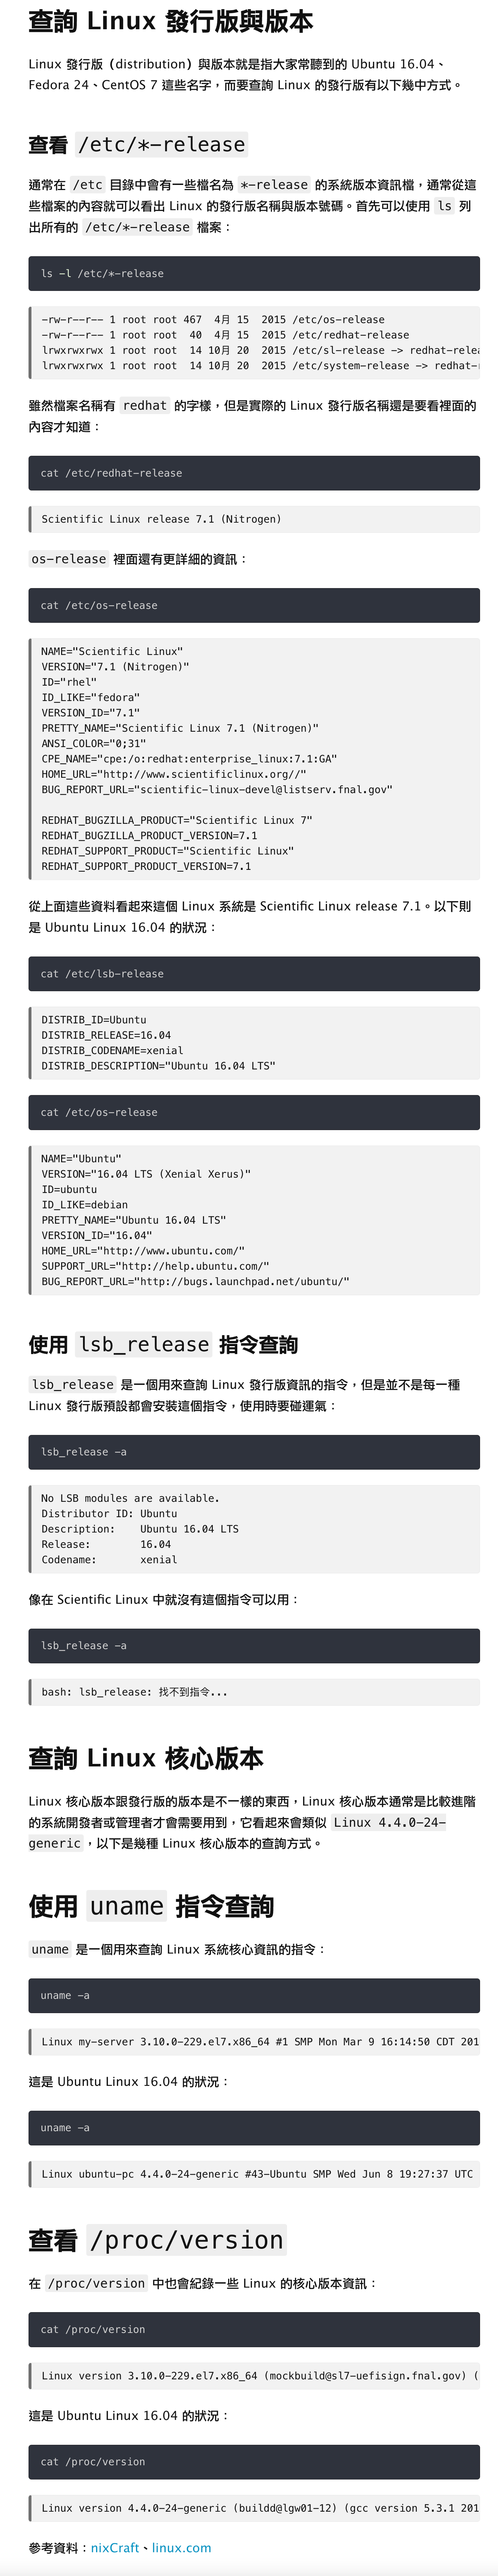 查詢 Linux 發行版與版本
Linux 發行版（distribution）與版本就是指大家常聽到的 Ubuntu 16.04、
Fedora 24、CentOS 7 這些名字，而要查詢 Linux 的發行版有以下幾中方式。
查看 /etc/*-release
通常在 /etc 目錄中會有一些檔名為 *-release 的系統版本資訊檔，通常從這
些檔案的內容就可以看出 Linux 的發行版名稱與版本號碼。首先可以使用 ls 列
出所有的 /etc/*-release 檔案：
ls -l /etc/*-release
-rw-r--r-- 1 root root 467  4月 15  2015 /etc/os-release
-rw-r--r-- 1 root root  40  4月 15  2015 /etc/redhat-release
lrwxrwxrwx 1 root root  14 10月 20  2015 /etc/sl-release -> redhat-relea
lrwxrwxrwx 1 root root  14 10月 20  2015 /etc/system-release -> redhat-r
雖然檔案名稱有 redhat 的字樣，但是實際的 Linux 發行版名稱還是要看裡面的
內容才知道：
cat /etc/redhat-release
Scientific Linux release 7.1 (Nitrogen)
os-release 裡面還有更詳細的資訊：
cat /etc/os-release
NAME="Scientific Linux"
VERSION="7.1 (Nitrogen)"
ID="rhel"
ID_LIKE="fedora"
VERSION_ID="7.1"
PRETTY_NAME="Scientific Linux 7.1 (Nitrogen)"
ANSI_COLOR="0;31"
CPE_NAME="cpe:/o:redhat:enterprise_linux:7.1:GA"
HOME_URL="http://www.scientificlinux.org//"
BUG_REPORT_URL="scientific-linux-devel@listserv.fnal.gov"
REDHAT_BUGZILLA_PRODUCT="Scientific Linux 7"
REDHAT_BUGZILLA_PRODUCT_VERSION=7.1
REDHAT_SUPPORT_PRODUCT="Scientific Linux"
REDHAT_SUPPORT_PRODUCT_VERSION=7.1
從上面這些資料看起來這個 Linux 系統是 Scientific Linux release 7.1。以下則
是 Ubuntu Linux 16.04 的狀況：
cat /etc/lsb-release
DISTRIB_ID=Ubuntu
DISTRIB_RELEASE=16.04
DISTRIB_CODENAME=xenial
DISTRIB_DESCRIPTION="Ubuntu 16.04 LTS"
cat /etc/os-release
NAME="Ubuntu"
VERSION="16.04 LTS (Xenial Xerus)"
ID=ubuntu
ID_LIKE=debian
PRETTY_NAME="Ubuntu 16.04 LTS"
VERSION_ID="16.04"
HOME_URL="http://www.ubuntu.com/"
SUPPORT_URL="http://help.ubuntu.com/"
BUG_REPORT_URL="http://bugs.launchpad.net/ubuntu/"
使用 lsb_release 指令查詢
lsb_release 是一個用來查詢 Linux 發行版資訊的指令，但是並不是每一種
Linux 發行版預設都會安裝這個指令，使用時要碰運氣：
lsb_release -a
No LSB modules are available.
Distributor ID: Ubuntu
Description:    Ubuntu 16.04 LTS
Release:        16.04
Codename:       xenial
像在 Scientific Linux 中就沒有這個指令可以用：
lsb_release -a
bash: lsb_release: 找不到指令...
查詢 Linux 核心版本
Linux 核心版本跟發行版的版本是不一樣的東西，Linux 核心版本通常是比較進階
的系統開發者或管理者才會需要用到，它看起來會類似 Linux 4.4.0-24-
generic，以下是幾種 Linux 核心版本的查詢方式。
使用 uname 指令查詢
uname 是一個用來查詢 Linux 系統核心資訊的指令：
uname -a
Linux my-server 3.10.0-229.el7.x86_64 #1 SMP Mon Mar 9 16:14:50 CDT 201
這是 Ubuntu Linux 16.04 的狀況：
uname -a
Linux ubuntu-pc 4.4.0-24-generic #43-Ubuntu SMP Wed Jun 8 19:27:37 UTC
查看 /proc/version
在 /proc/version 中也會紀錄一些 Linux 的核心版本資訊：
cat /proc/version
Linux version 3.10.0-229.el7.x86_64 (mockbuild@sl7-uefisign.fnal.gov) (
這是 Ubuntu Linux 16.04 的狀況：
cat /proc/version
Linux version 4.4.0-24-generic (buildd@lgw01-12) (gcc version 5.3.1 201
參考資料：nixCraft、linux.com